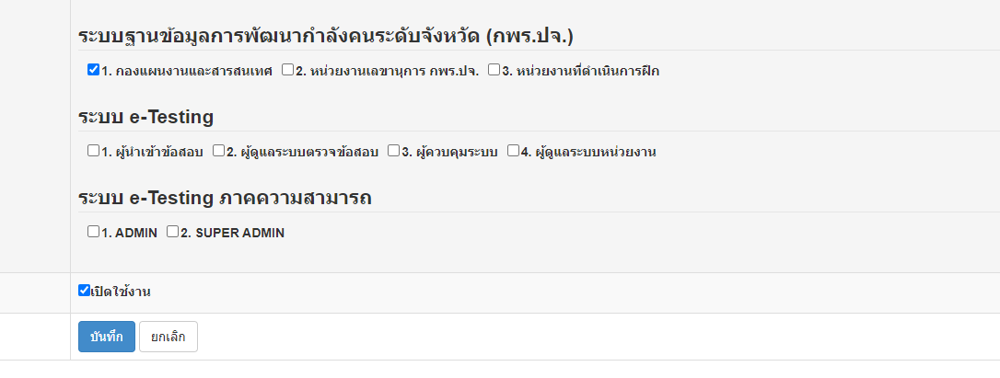 ระบบฐานข้อมูลการพัฒนากำลังคนระดับจังหวัด (กพร.ปจ.)
1. กองแผนงานและสารสนเทศ 2. หน่วยงานเลขานุการ กพร.ปจ. 3. หน่วยงานที่ดำเนินการฝึก
ระบบ e-Testing
1. ผู้นำเข้าข้อสอบ 2. ผู้ดูแลระบบตรวจข้อสอบ 3. ผู้ควบคุมระบบ 4. ผู้ดูแลระบบหน่วยงาน
ระบบ e-Testing ภาคความสามารถ
1. ADMIN 2. SUPER ADMIN
เปิดใช้งาน
บันทึก ยกเลิก